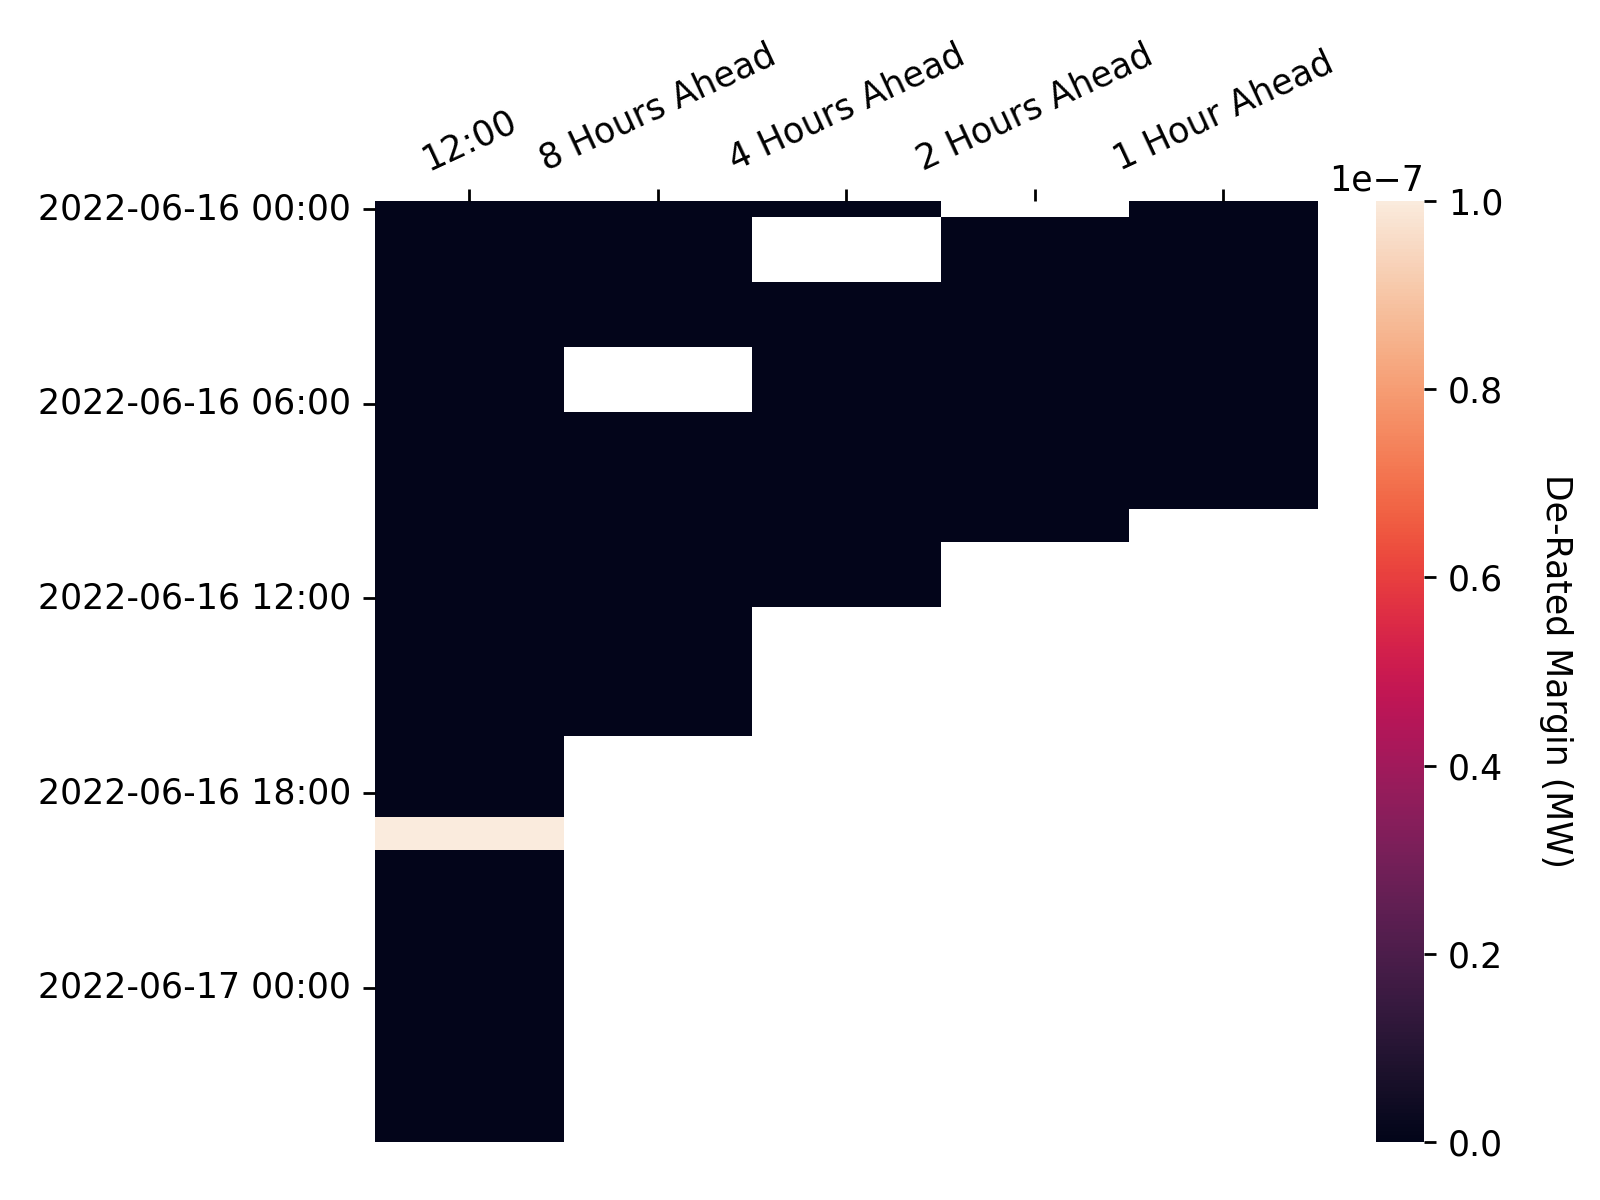 12:00
8 Hours Ahead
4 Hours Ahead
2 Hours Ahead
1 Hour Ahead
1e−7
2022-06-16 00:00
2022-06-16 06:00
2022-06-16 12:00
2022-06-16 18:00
2022-06-17 00:00
1.0
0.8
0.6
0.4
0.2
0.0
De-Rated Margin (MW)